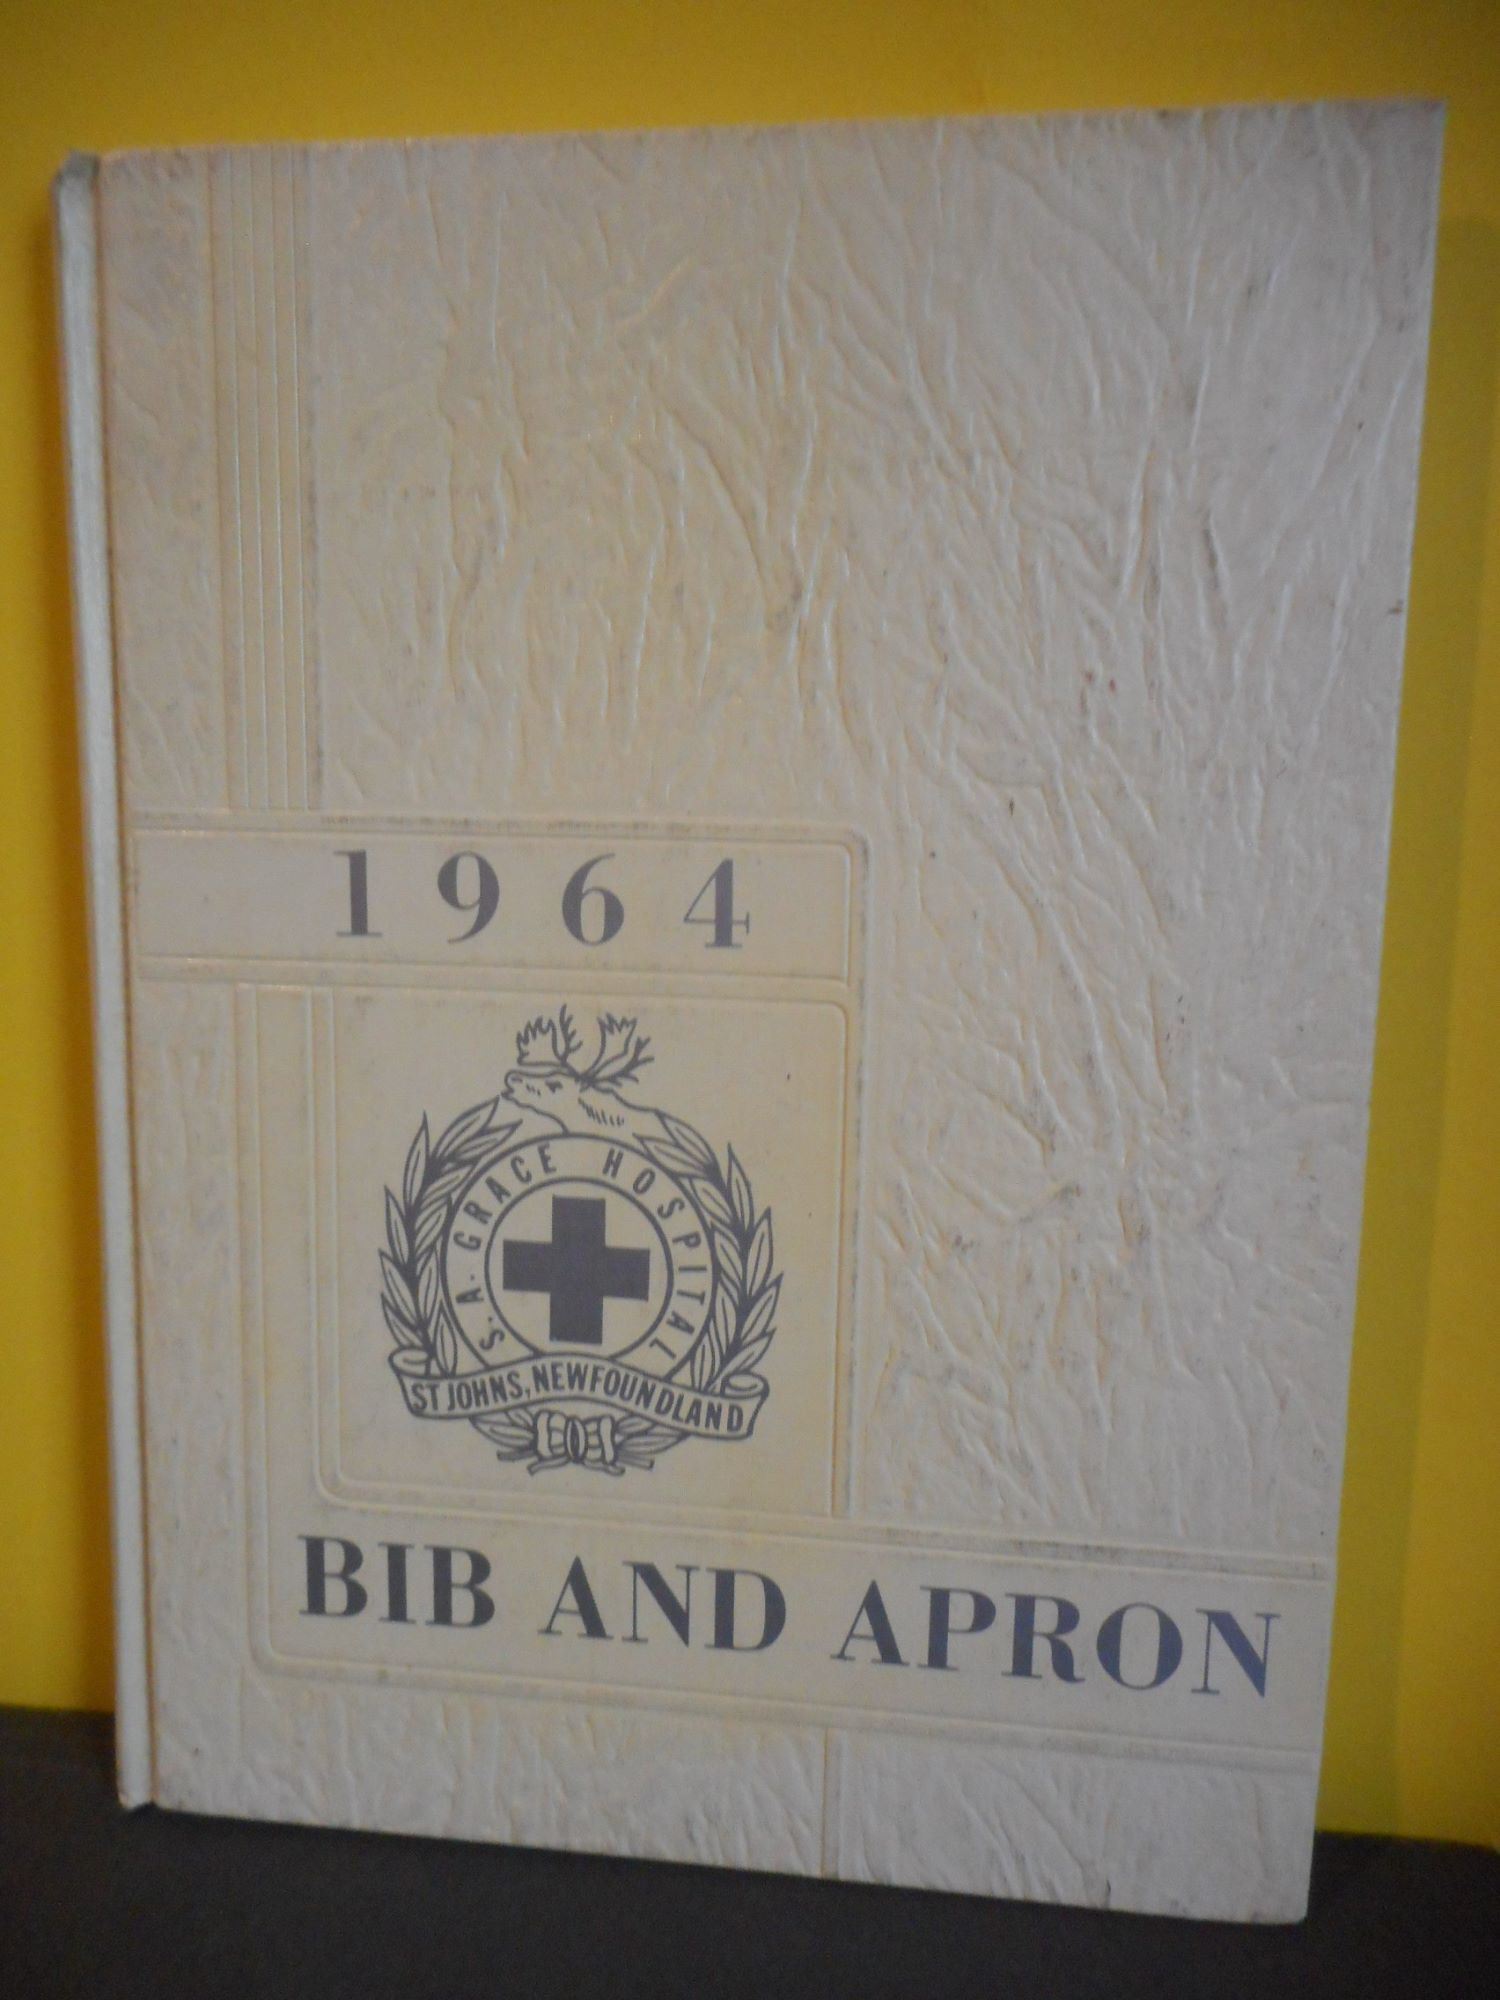 1964
S. A. GRACE HOSPITAL
ST JOHNS, NEWFOUNDLAND
BIB AND APRON